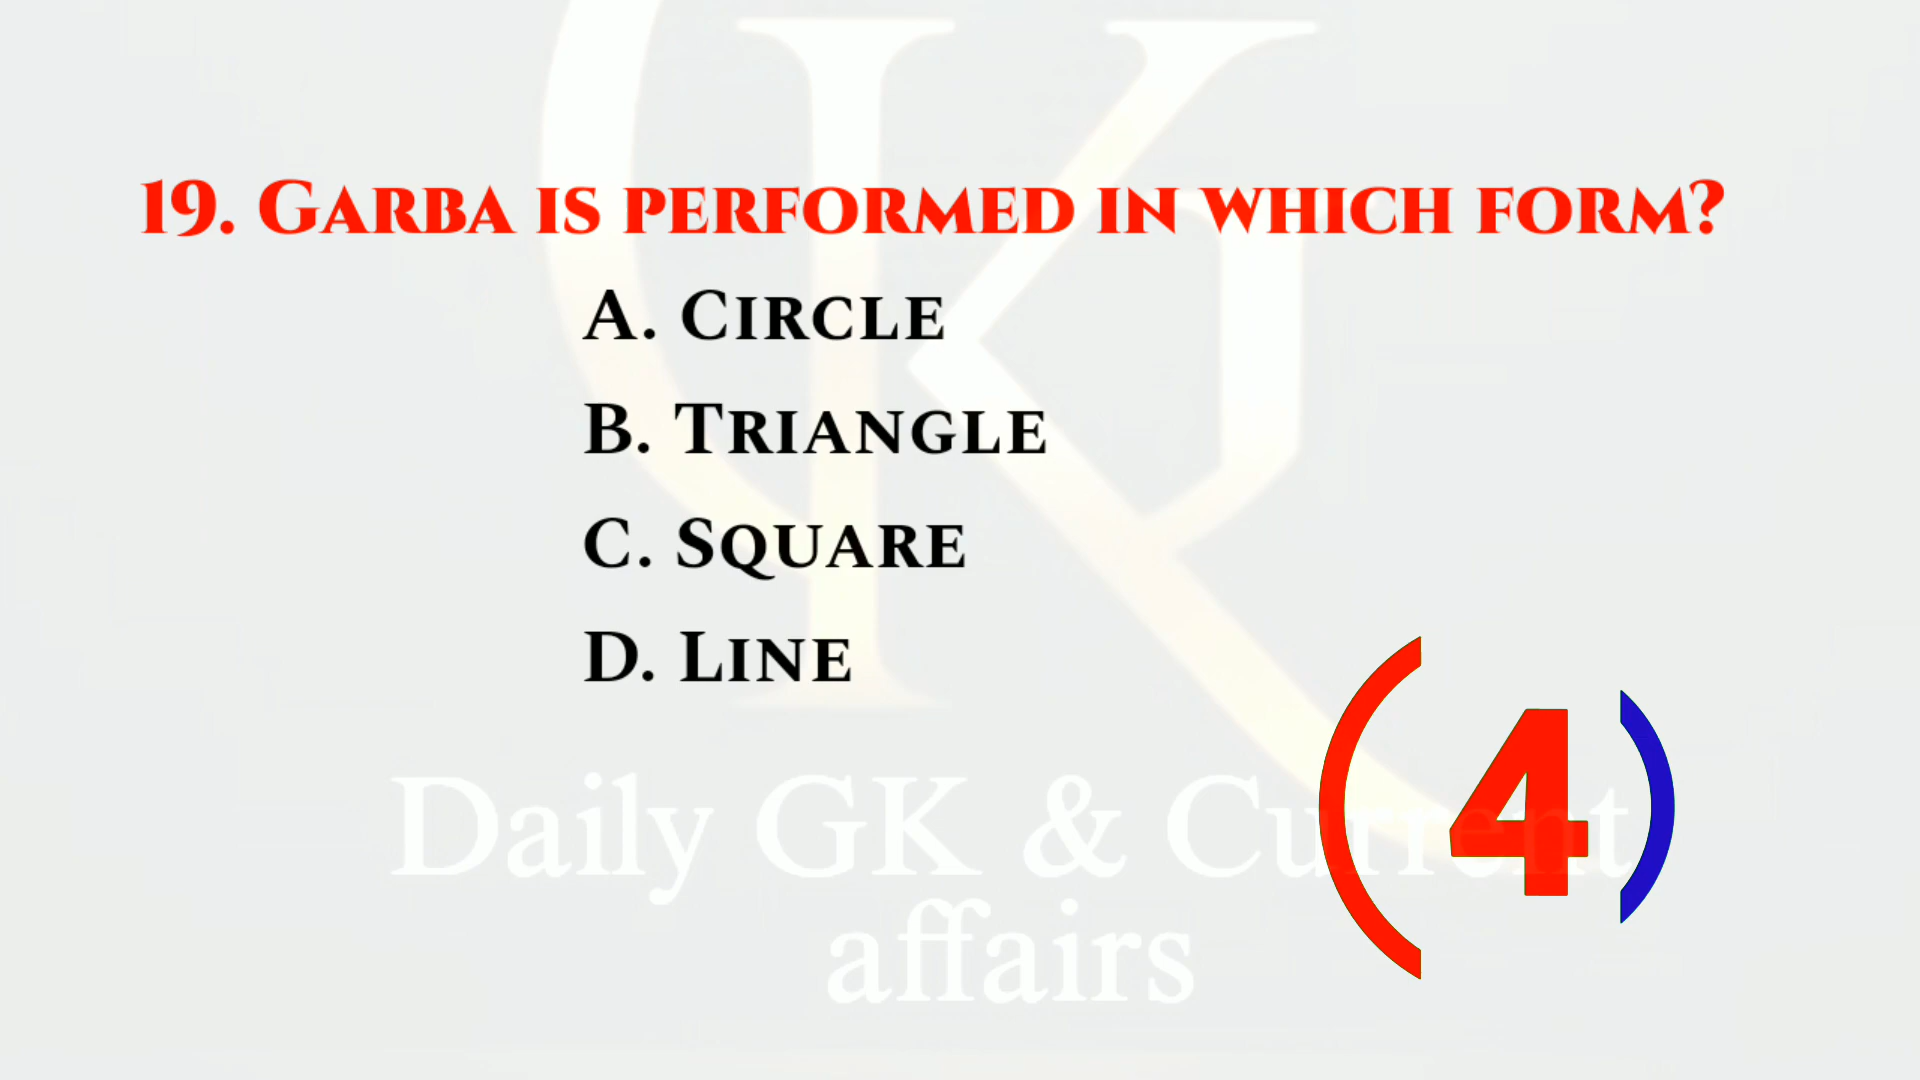 19. Garba is performed in which form?
A. Circle
B. Triangle
C. Square
D. Line
4
Daily GK & Current
affairs